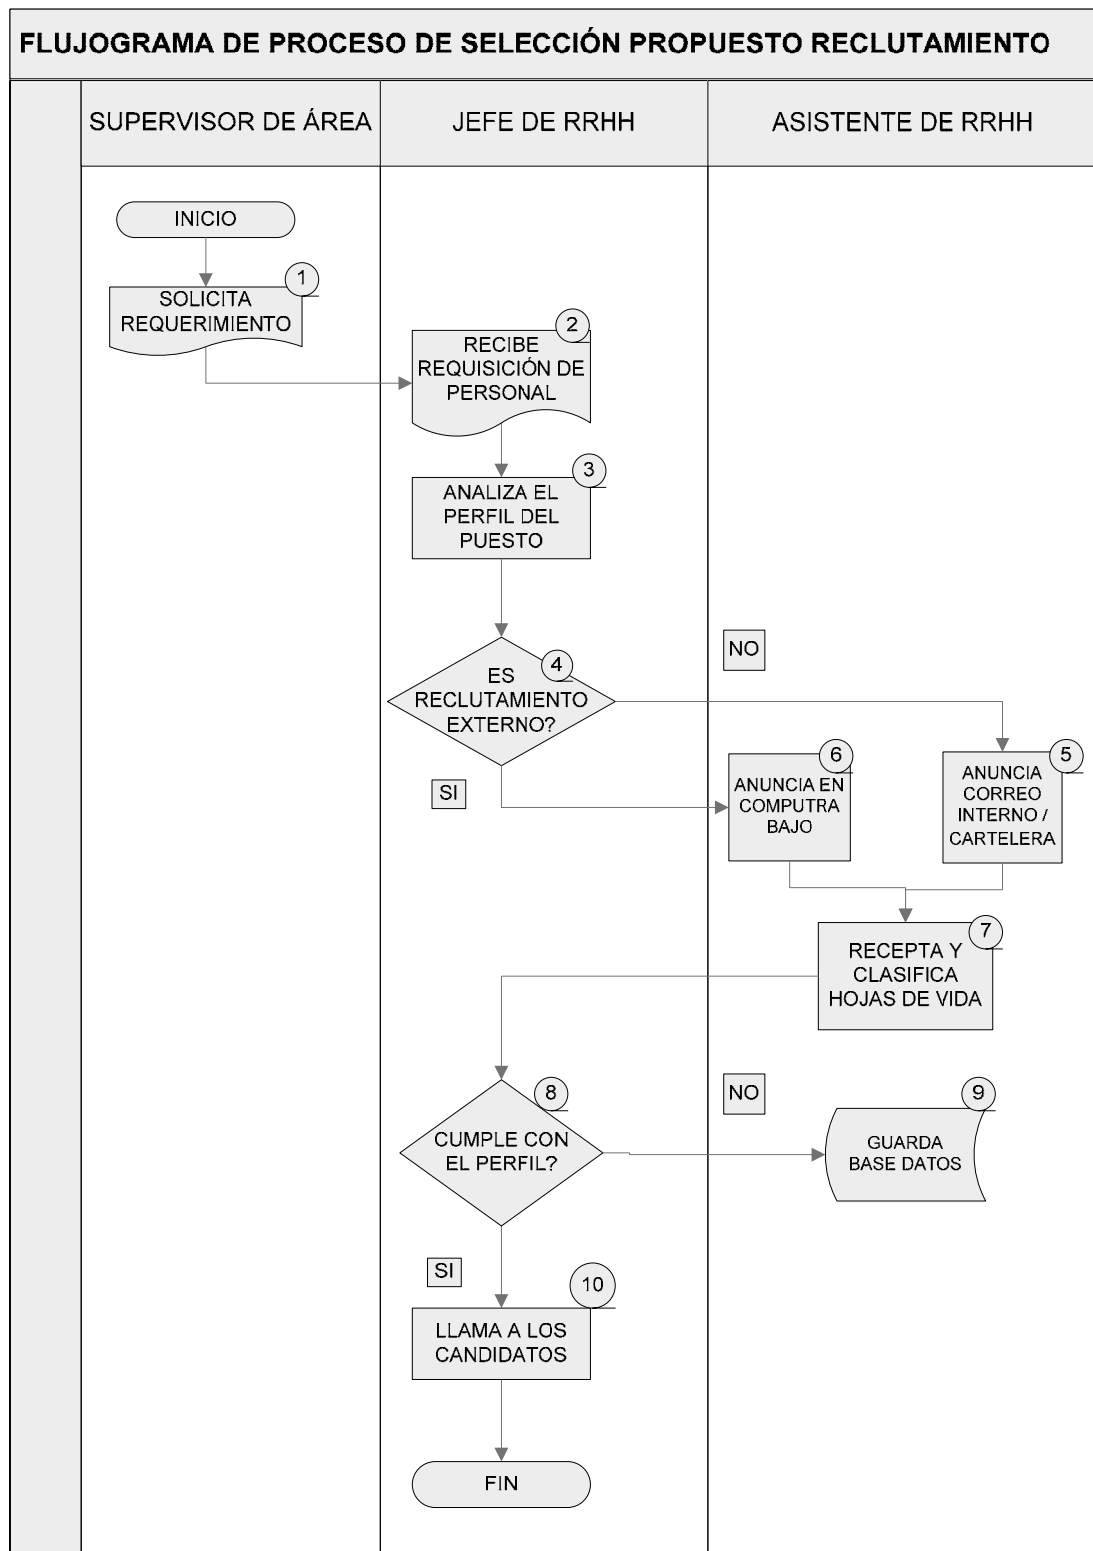 FLUJOGRAMA DE PROCESO DE SELECCIÓN PROPUESTO RECLUTAMIENTO
SUPERVISOR DE ÁREA
JEFE DE RRHH
ASISTENTE DE RRHH
INICIO
1
SOLICITA
REQUERIMIENTO
2
RECIBE
REQUISICIÓN DE
PERSONAL
3
ANALIZA EL
PERFIL DEL
PUESTO
4
ES
RECLUTAMIENTO
EXTERNO?
NO
SI
5
ANUNCIA
CORREO
INTERNO /
CARTELERA
6
ANUNCIA EN
COMPUTRA
BAJO
7
RECEPTA Y
CLASIFICA
HOJAS DE VIDA
8
CUMPLE CON
EL PERFIL?
NO
9
GUARDA
BASE DATOS
SI
10
LLAMA A LOS
CANDIDATOS
FIN